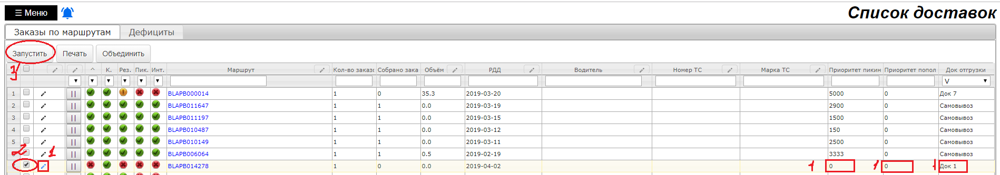 ☰ Меню
Список доставок
Заказы по маршрутам Дефициты
Запустить Печать Объединить
3
^ К. Рез. Пик. Инт. Маршрут Кол-во заказо Собрано зака Объём РДД Водитель Номер ТС Марка ТС Приоритет пикин Приоритет попол Док отгрузки
V
1 || BLAPB000014 1 0 35.3 2019-03-20 5000 0 Док 7
2 || BLAPB011647 1 1 0.0 2019-03-19 2900 0 Самовывоз
3 || BLAPB011197 1 1 0.0 2019-03-15 1500 0 Самовывоз
4 || BLAPB010487 1 1 0.0 2019-03-12 150 0 Самовывоз
5 || BLAPB010149 1 1 0.0 2019-03-11 2500 0 Самовывоз
2 1 || BLAPB006064 1 1 0.5 2019-02-19 3333 0 Самовывоз
|| BLAPB014278 1 0 0.0 2019-04-02 1 0 1 0 1 Док 1